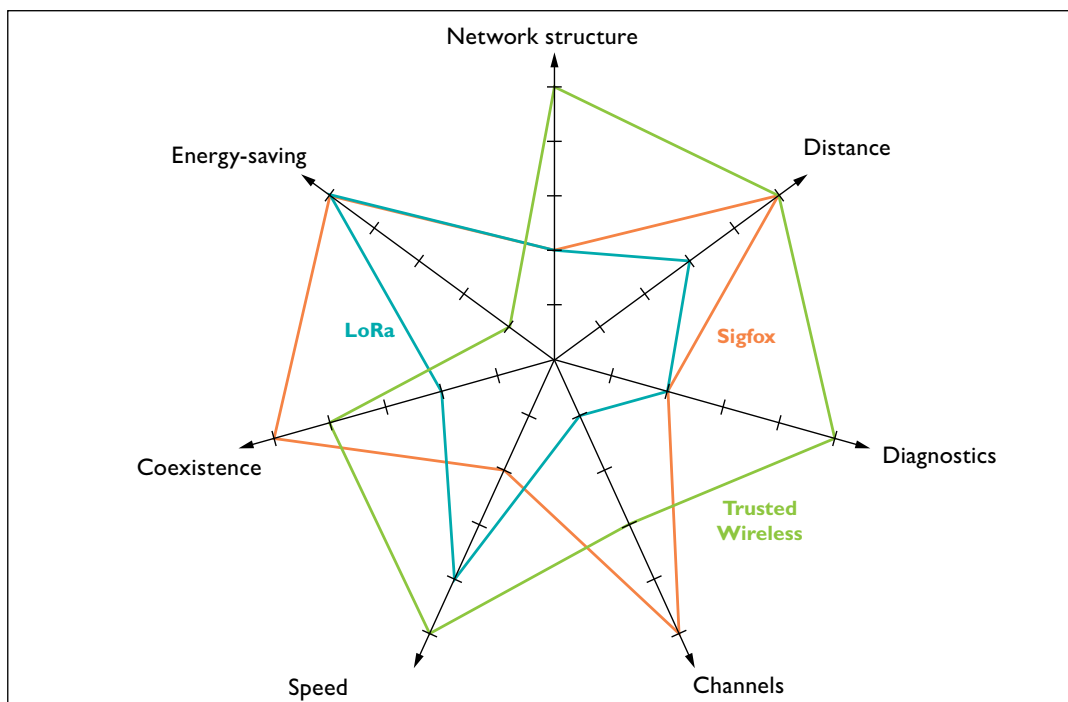 Network structure
Distance
Energy-saving
LoRa
Sigfox
Coexistence
Diagnostics
Trusted
Wireless
Speed
Channels